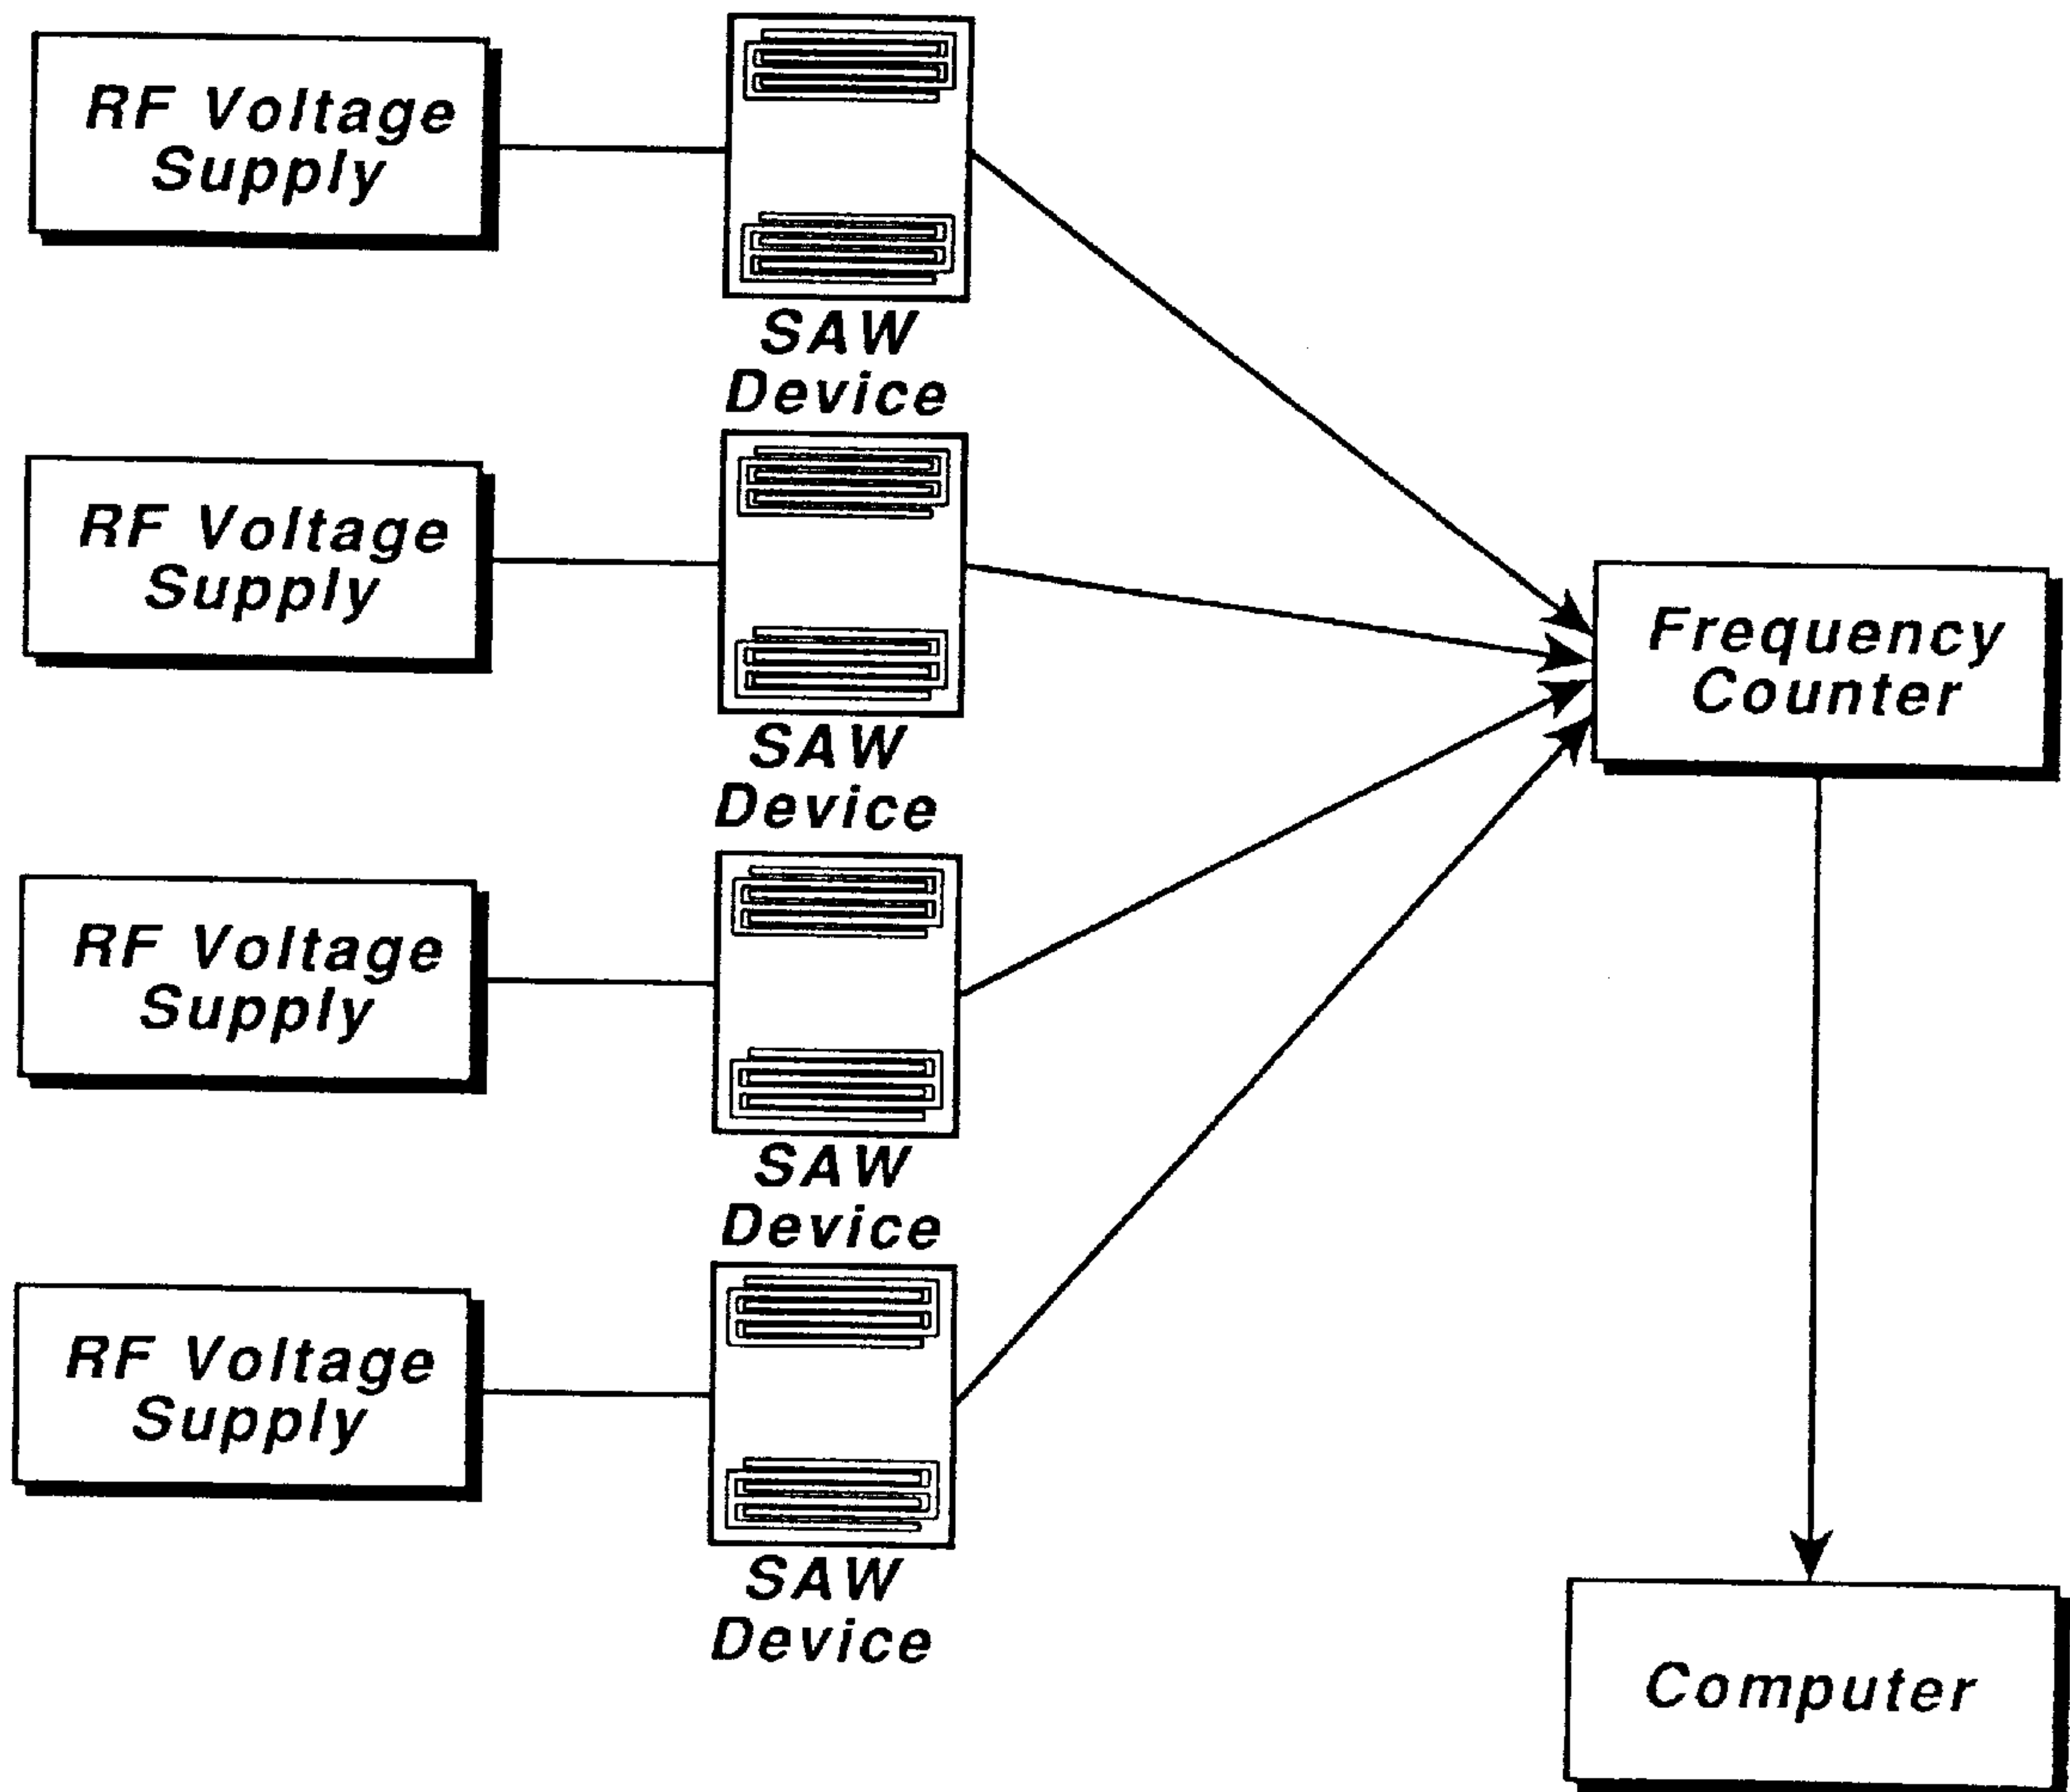 RF Voltage
Supply
SAW
Device
RF Voltage
Supply
SAW
Device
RF Voltage
Supply
SAW
Device
RF Voltage
Supply
SAW
Device
Frequency
Counter
Computer